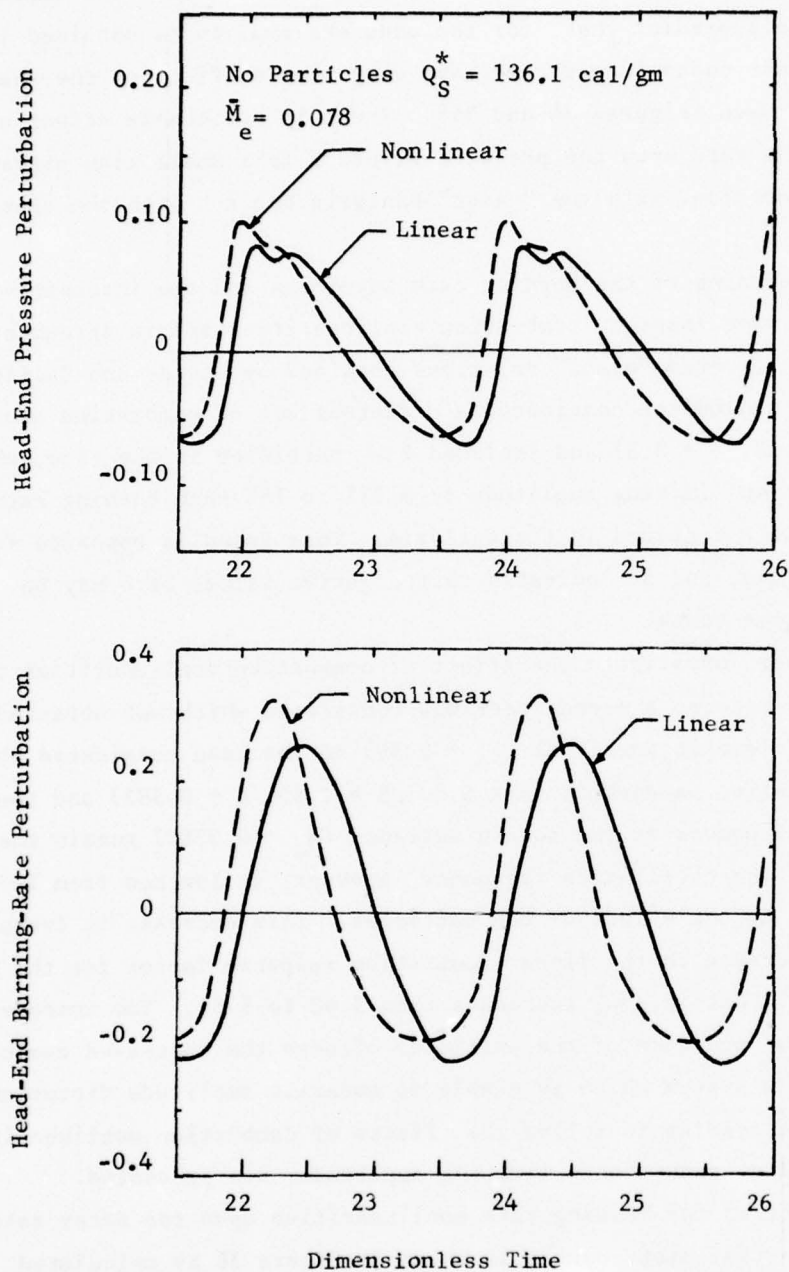 Head-End Pressure Perturbation
0.20
0.10
0
-0.10
No Particles Q*S = 136.1 cal/gm
M̄e = 0.078
Nonlinear
Linear
22 23 24 25 26
Head-End Burning-Rate Perturbation
0.4
0.2
0
-0.2
-0.4
Nonlinear
Linear
22 23 24 25 26
Dimensionless Time